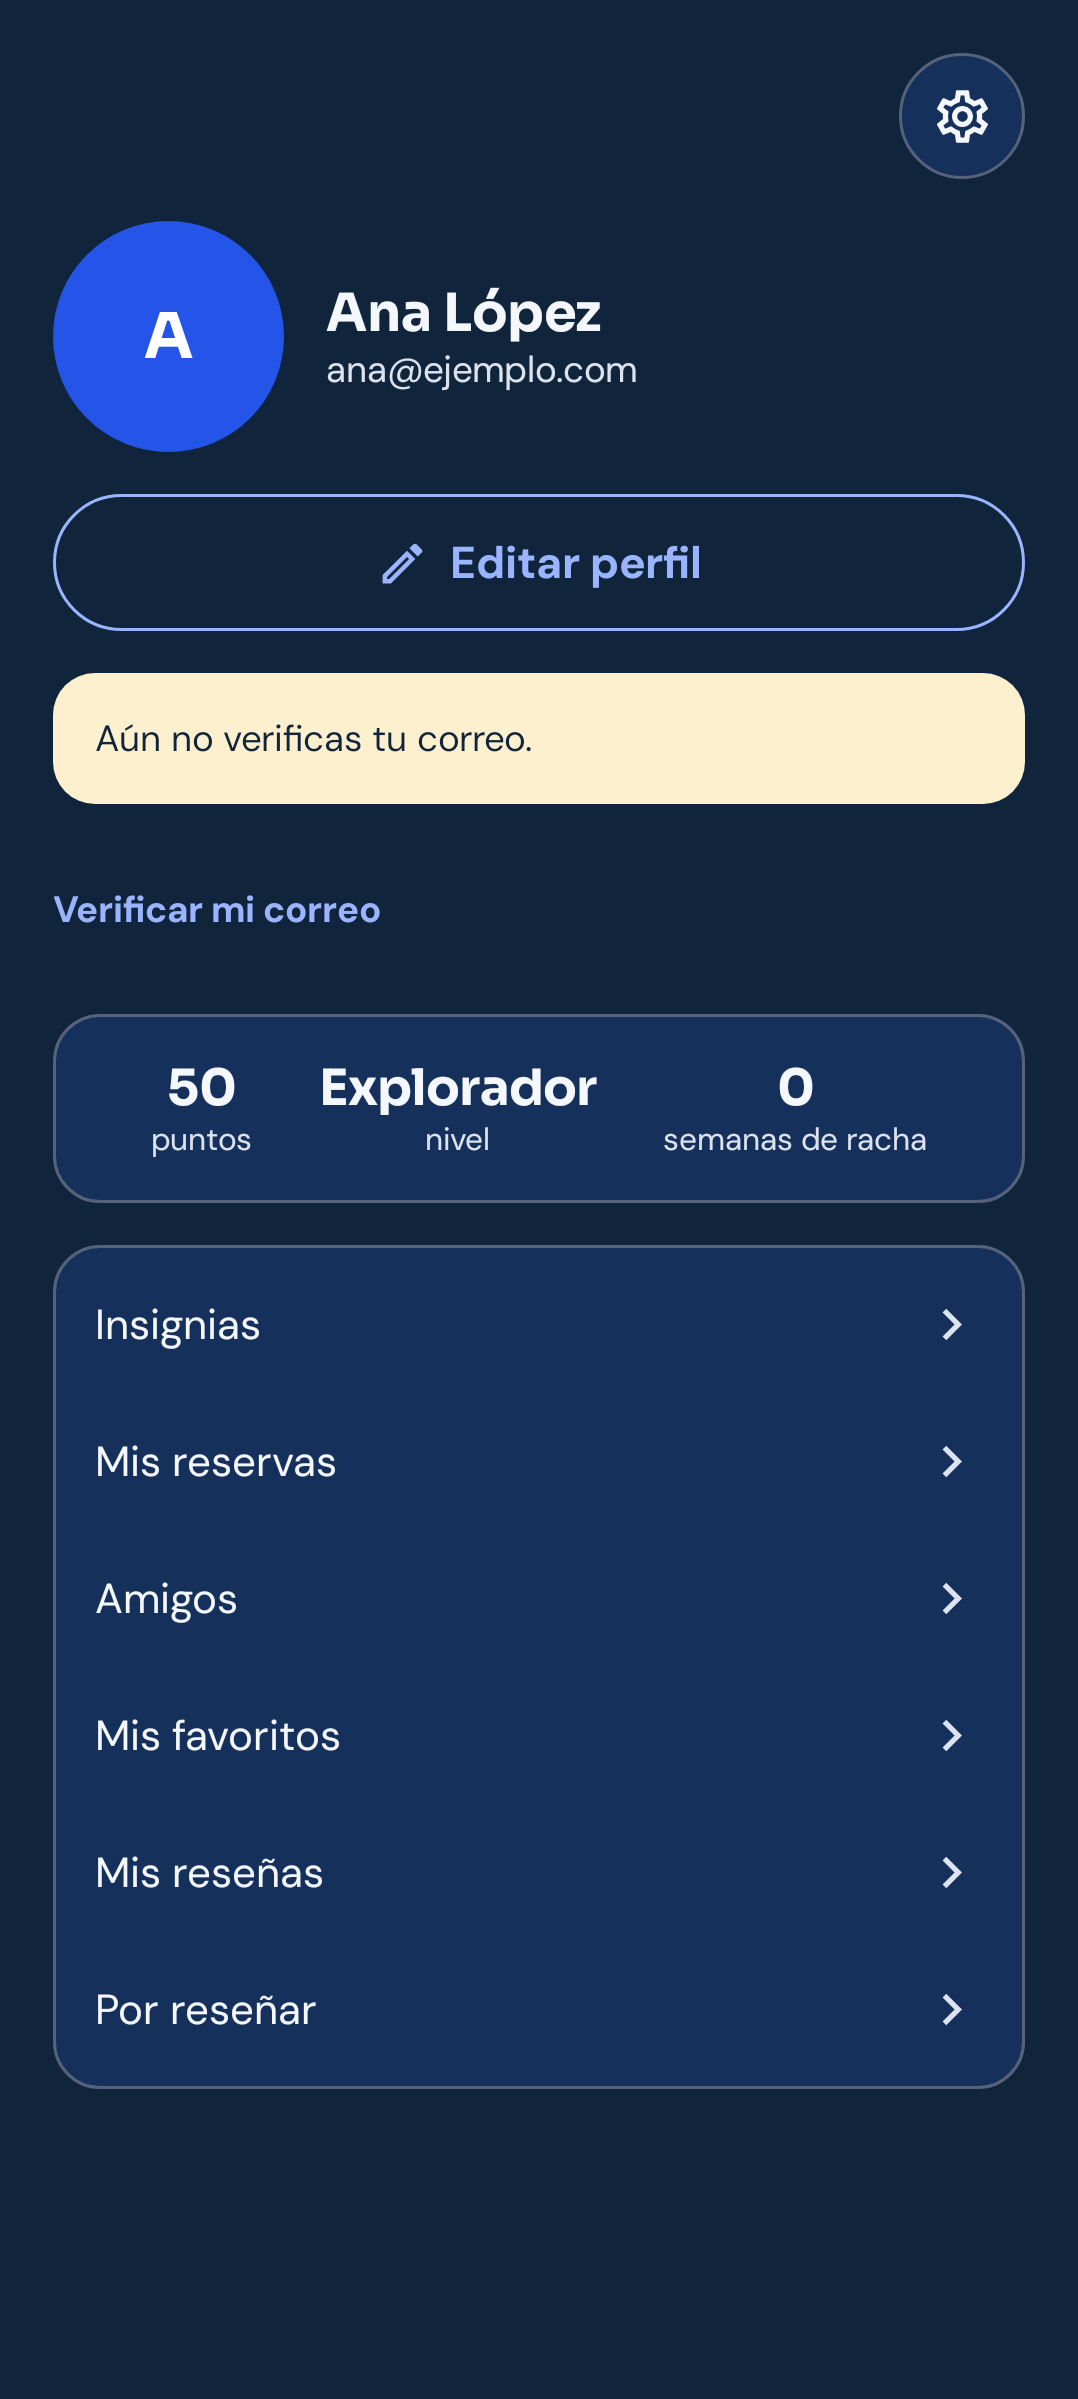 A
Ana López
ana@ejemplo.com
Editar perfil
Aún no verificas tu correo.
Verificar mi correo
50 Explorador 0
puntos nivel semanas de racha
Insignias
Mis reservas
Amigos
Mis favoritos
Mis reseñas
Por reseñar